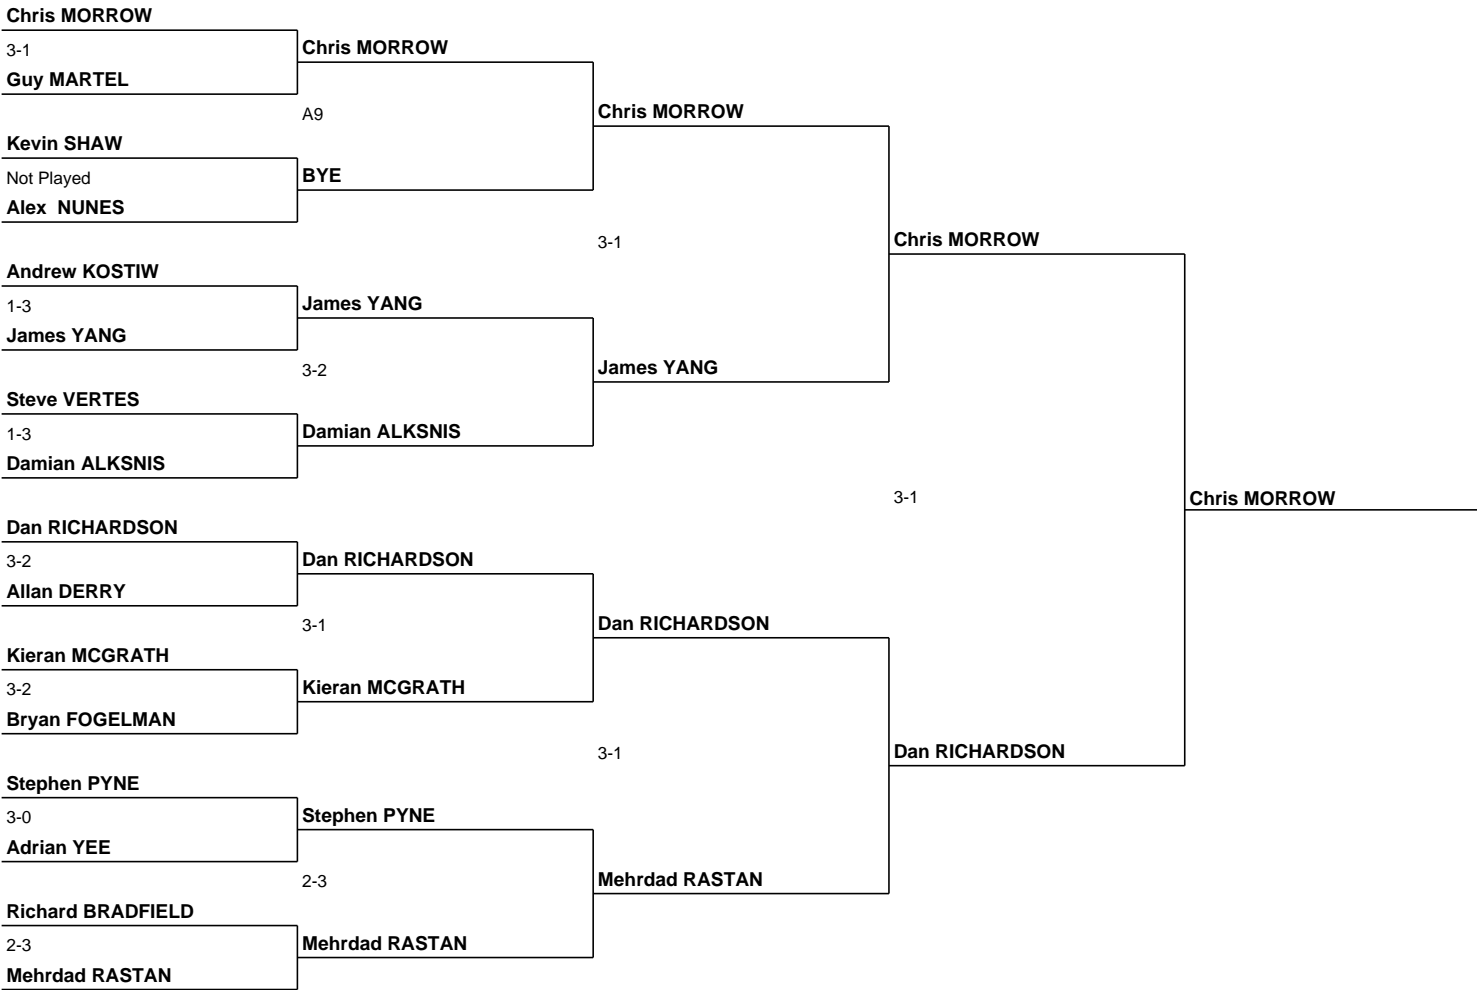 Chris MORROW
3-1
Guy MARTEL
Kevin SHAW
Not Played
Alex  NUNES
Andrew KOSTIW
1-3
James YANG
Steve VERTES
1-3
Damian ALKSNIS
Dan RICHARDSON
3-2
Allan DERRY
Kieran MCGRATH
3-2
Bryan FOGELMAN
Stephen PYNE
3-0
Adrian YEE
Richard BRADFIELD
2-3
Mehrdad RASTAN
Chris MORROW
A9
BYE
James YANG
3-2
Damian ALKSNIS
Dan RICHARDSON
3-1
Kieran MCGRATH
Stephen PYNE
2-3
Mehrdad RASTAN
Chris MORROW
3-1
James YANG
Dan RICHARDSON
3-1
Mehrdad RASTAN
Chris MORROW
3-1
Dan RICHARDSON
Chris MORROW